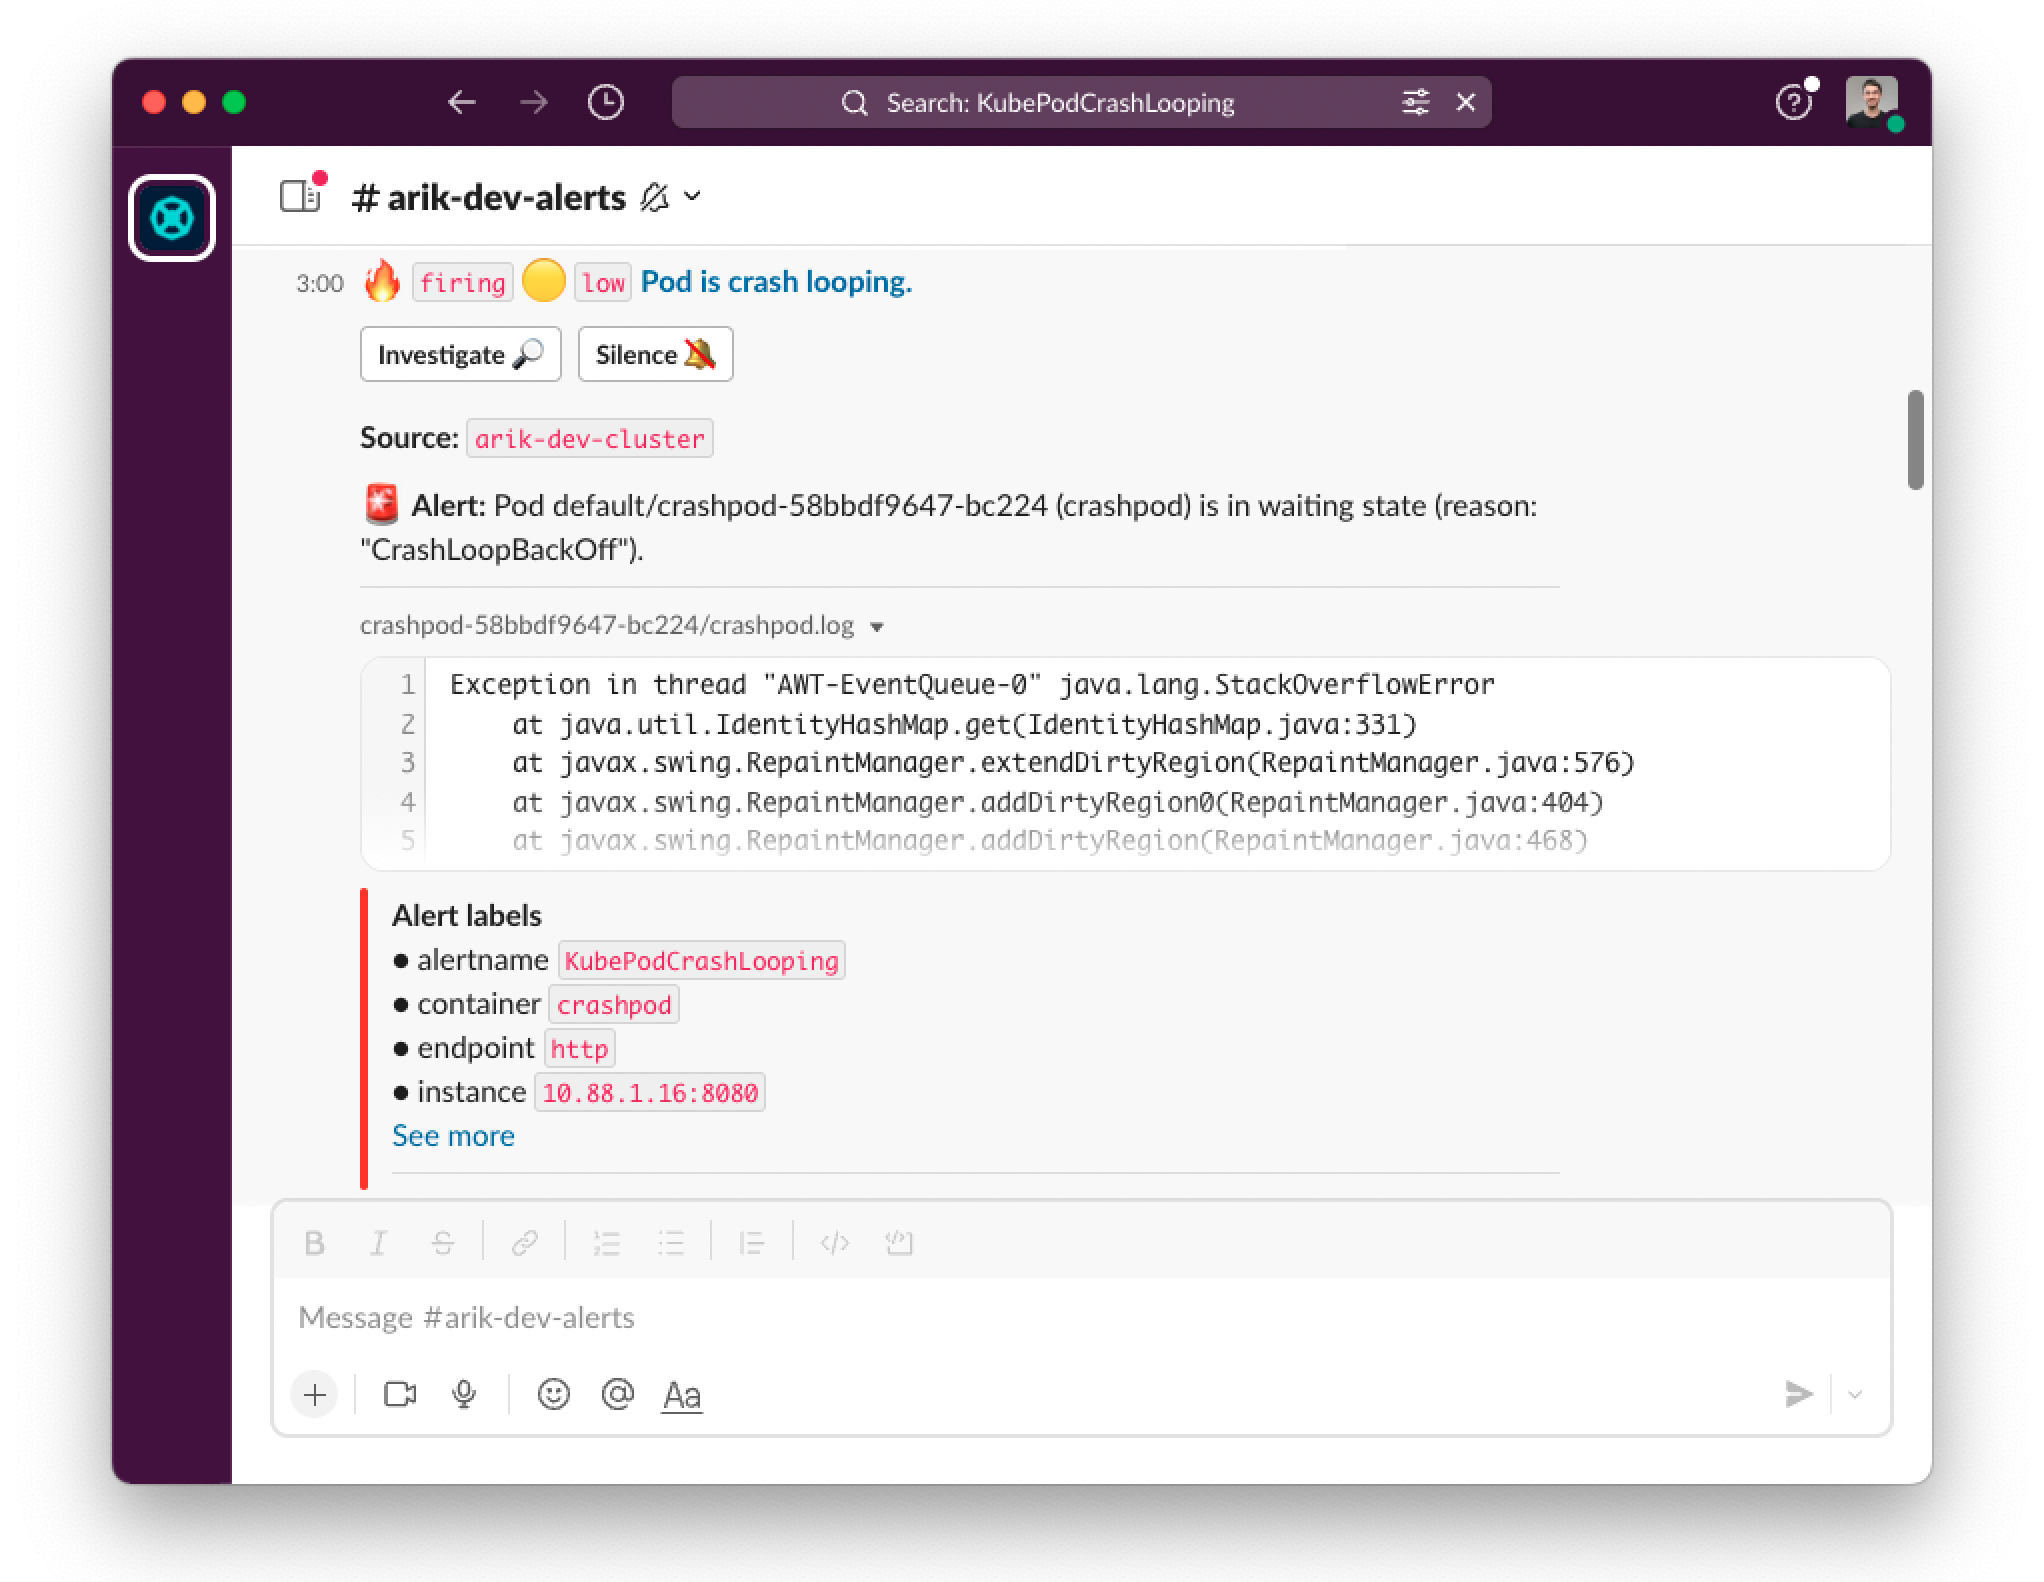 Search: KubePodCrashLooping
# arik-dev-alerts
3:00 firing low Pod is crash looping.
Investigate Silence
Source: arik-dev-cluster
Alert: Pod default/crashpod-58bbdf9647-bc224 (crashpod) is in waiting state (reason:
"CrashLoopBackOff").
crashpod-58bbdf9647-bc224/crashpod.log
1 Exception in thread "AWT-EventQueue-0" java.lang.StackOverflowError
2 at java.util.IdentityHashMap.get(IdentityHashMap.java:331)
3 at javax.swing.RepaintManager.extendDirtyRegion(RepaintManager.java:576)
4 at javax.swing.RepaintManager.addDirtyRegion0(RepaintManager.java:404)
5 at javax.swing.RepaintManager.addDirtyRegion(RepaintManager.java:468)
Alert labels
● alertname KubePodCrashLooping
● container crashpod
● endpoint http
● instance 10.88.1.16:8080
See more
B I S
Message #arik-dev-alerts
Aa